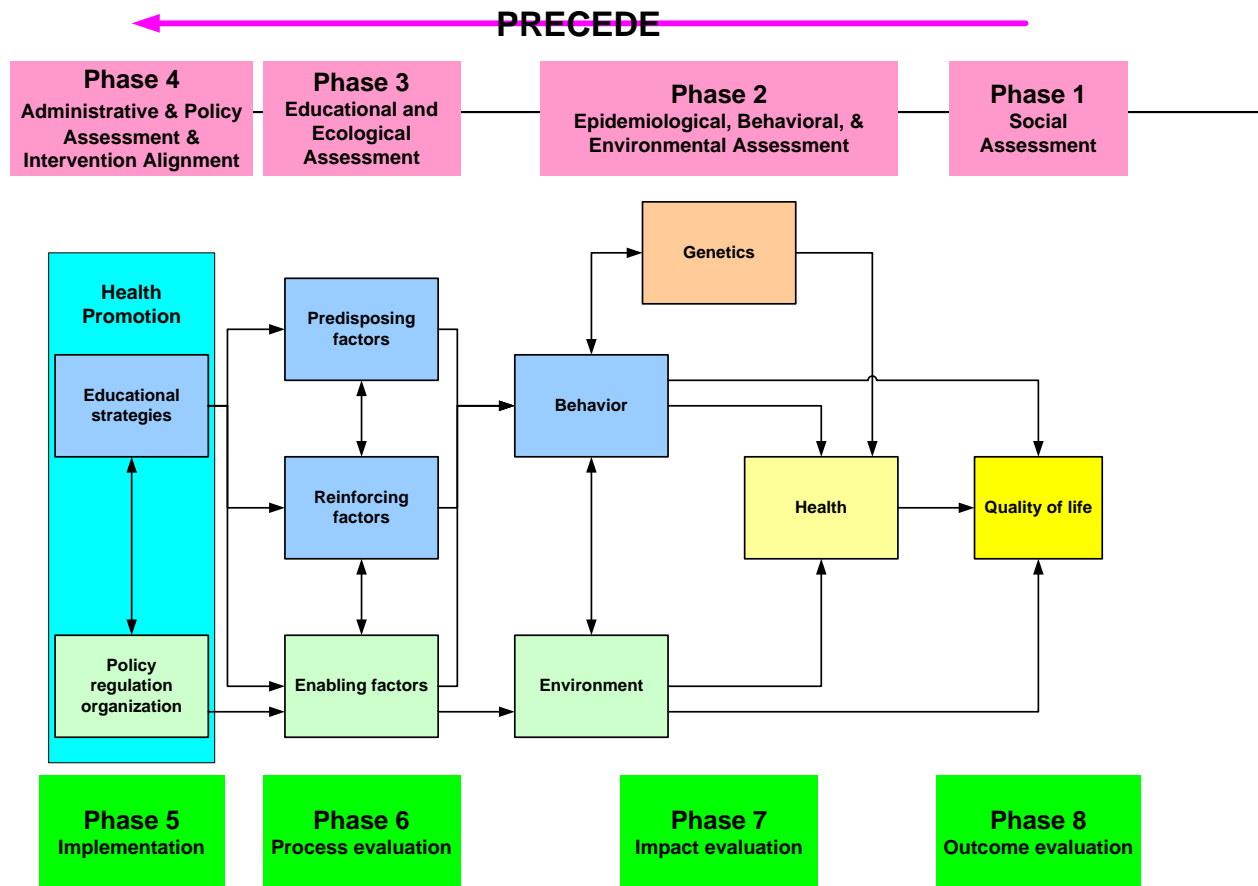 PRECEDE
Phase 4
Administrative & Policy
Assessment &
Intervention Alignment
Phase 3
Educational and
Ecological
Assessment
Phase 2
Epidemiological, Behavioral, &
Environmental Assessment
Phase 1
Social
Assessment
Health
Promotion
Educational
strategies
Policy
regulation
organization
Predisposing
factors
Reinforcing
factors
Enabling factors
Genetics
Behavior
Environment
Health
Quality of life
Phase 5
Implementation
Phase 6
Process evaluation
Phase 7
Impact evaluation
Phase 8
Outcome evaluation